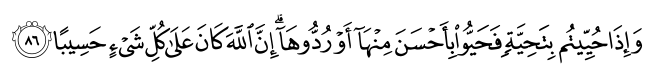 وَإِذَا حُيِّيتُم بِتَحِيَّةٖ فَحَيُّواْ بِأَحۡسَنَ مِنۡهَآ أَوۡ رُدُّوهَآۗ إِنَّ ٱللَّهَ كَانَ عَلَىٰ كُلِّ شَيۡءٍ حَسِيبًا ٨٦